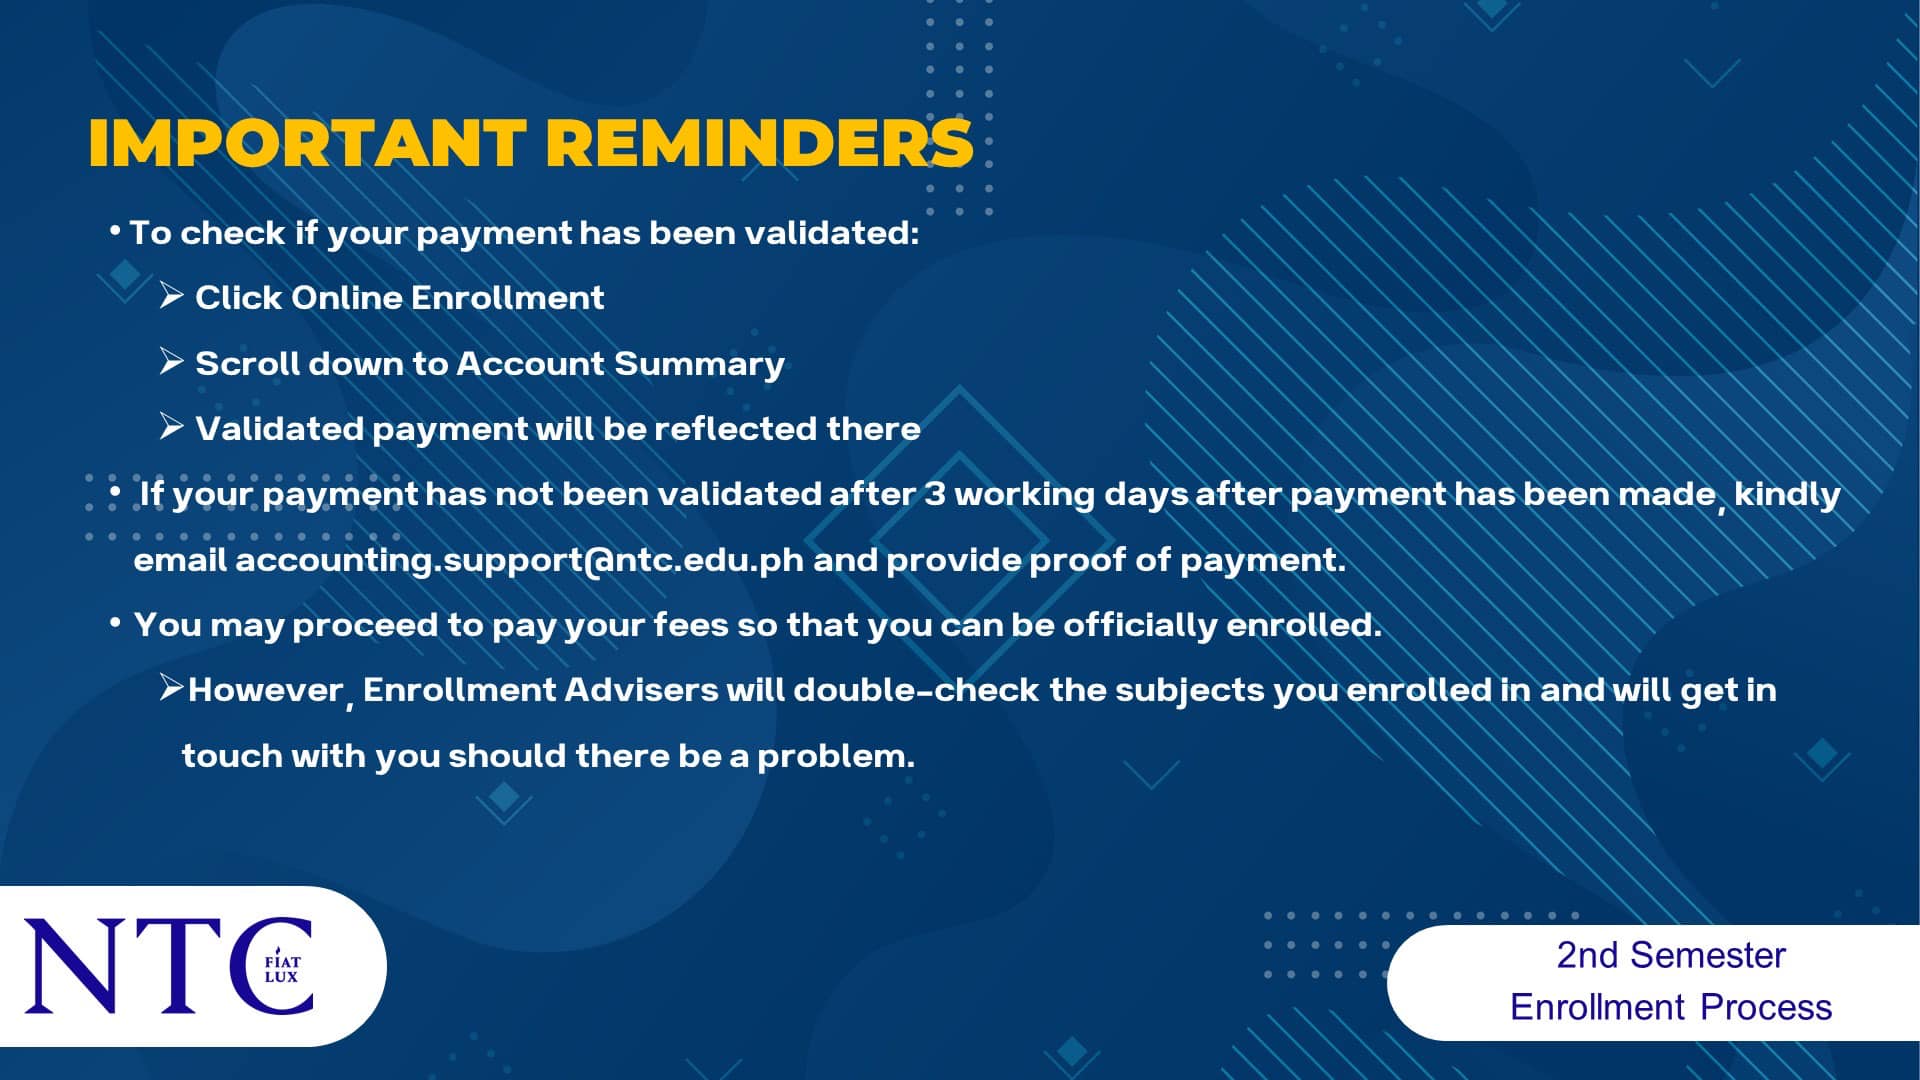 IMPORTANT REMINDERS
• To check if your payment has been validated:
➢ Click Online Enrollment
➢ Scroll down to Account Summary
➢ Validated payment will be reflected there
• If your payment has not been validated after 3 working days after payment has been made, kindly
email accounting.support@ntc.edu.ph and provide proof of payment.
• You may proceed to pay your fees so that you can be officially enrolled.
➢However, Enrollment Advisers will double-check the subjects you enrolled in and will get in
touch with you should there be a problem.
NTC
FIAT
LUX
2nd Semester
Enrollment Process